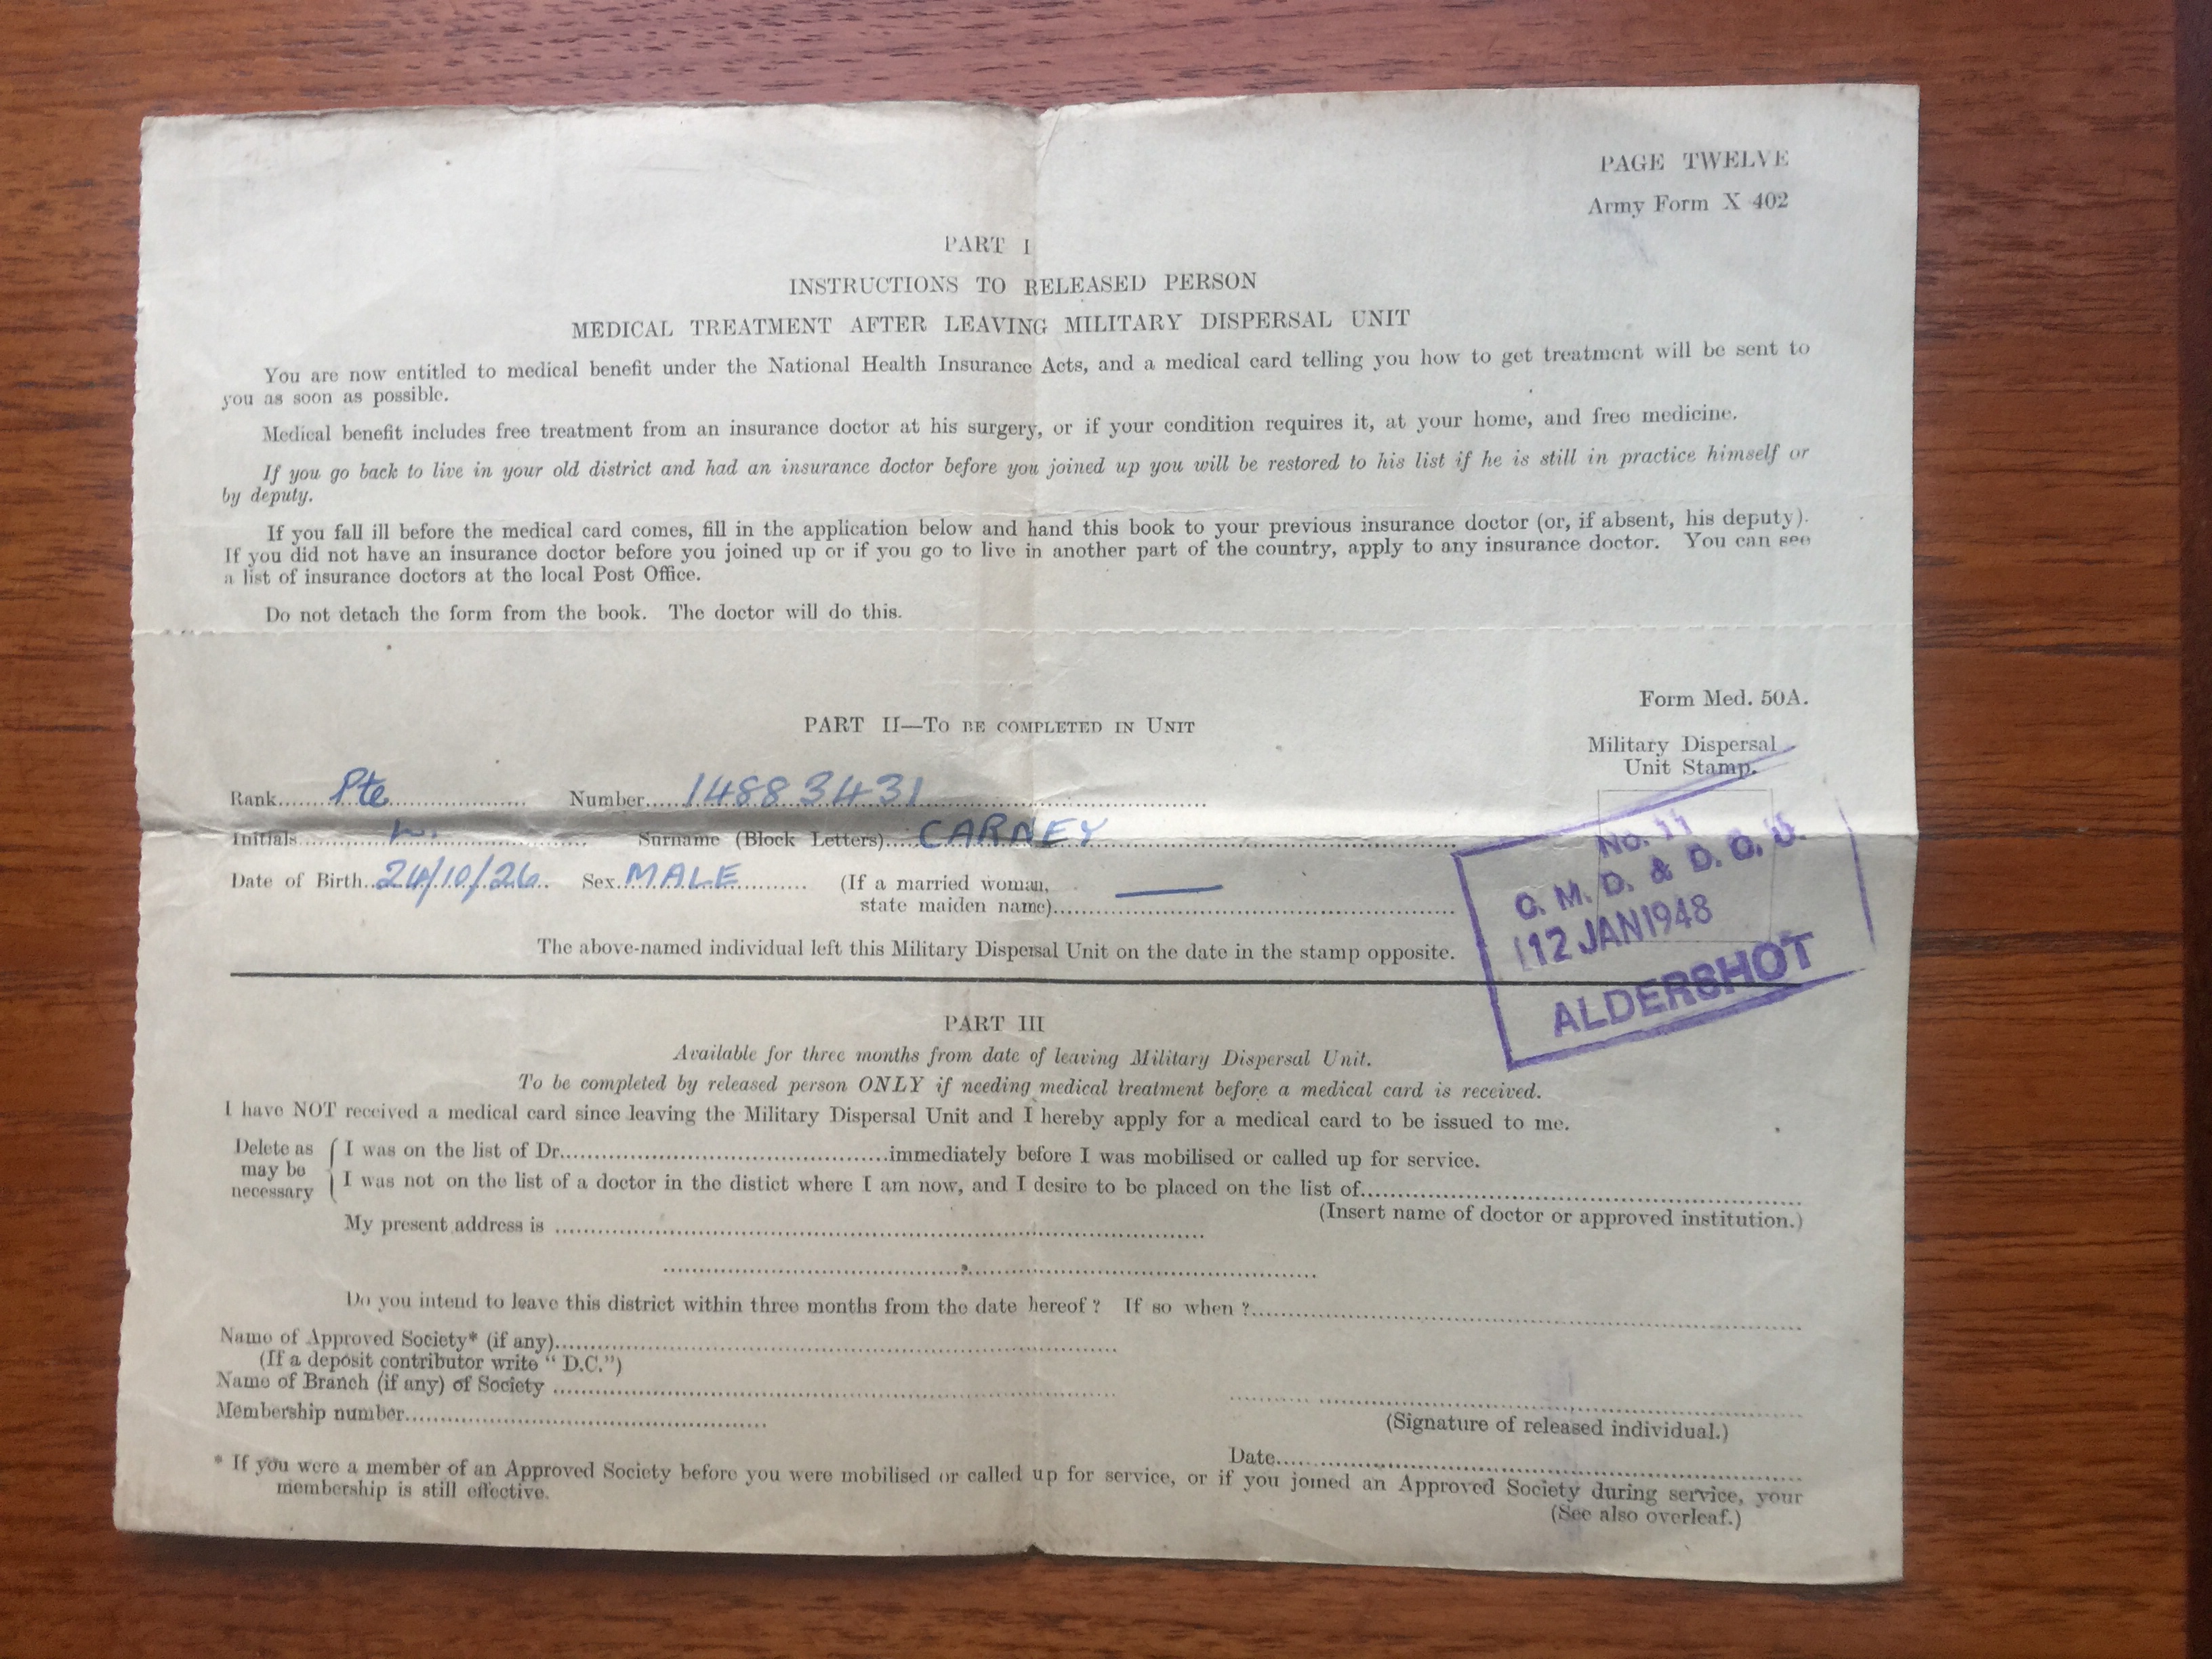 PAGE TWELVE
Army Form X 402
PART I
INSTRUCTIONS TO RELEASED PERSON
MEDICAL TREATMENT AFTER LEAVING MILITARY DISPERSAL UNIT
You are now entitled to medical benefit under the National Health Insurance Acts, and a medical card telling you how to get treatment will be sent to
you as soon as possible.
Medical benefit includes free treatment from an insurance doctor at his surgery, or if your condition requires it, at your home, and free medicine.
If you go back to live in your old district and had an insurance doctor before you joined up you will be restored to his list if he is still in practice himself or
by deputy.
If you fall ill before the medical card comes, fill in the application below and hand this book to your previous insurance doctor (or, if absent, his deputy).
If you did not have an insurance doctor before you joined up or if you go to live in another part of the country, apply to any insurance doctor. You can see
a list of insurance doctors at the local Post Office.
Do not detach the form from the book. The doctor will do this.
Form Med. 50A.
PART II—To be completed in Unit
Military Dispersal
Unit Stamp.
Rank Pte Number 14883431
Initials Surname (Block Letters) CARNEY
Date of Birth 24/10/26 Sex MALE (If a married woman,
state maiden name)
No. 11
C. M. D. & D. C. U.
12 JAN 1948
ALDERSHOT
The above-named individual left this Military Dispersal Unit on the date in the stamp opposite.
PART III
Available for three months from date of leaving Military Dispersal Unit.
To be completed by released person ONLY if needing medical treatment before a medical card is received.
I have NOT received a medical card since leaving the Military Dispersal Unit and I hereby apply for a medical card to be issued to me.
Delete as
may be
necessary
I was on the list of Dr. immediately before I was mobilised or called up for service.
I was not on the list of a doctor in the distict where I am now, and I desire to be placed on the list of
(Insert name of doctor or approved institution.)
My present address is
Do you intend to leave this district within three months from the date hereof? If so when?
Name of Approved Society* (if any)
(If a deposit contributor write “ D.C.”)
Name of Branch (if any) of Society
Membership number
(Signature of released individual.)
Date
* If you were a member of an Approved Society before you were mobilised or called up for service, or if you joined an Approved Society during service, your
membership is still effective.
(See also overleaf.)